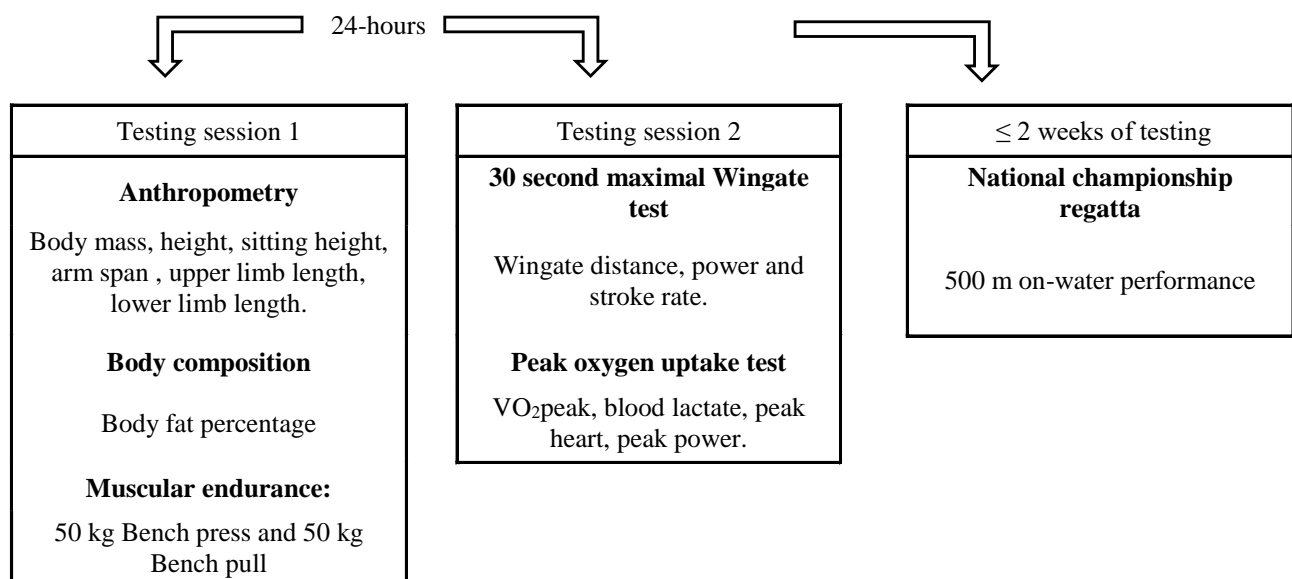 24-hours
Testing session 1
Anthropometry
Body mass, height, sitting height,
arm span , upper limb length,
lower limb length.
Body composition
Body fat percentage
Muscular endurance:
50 kg Bench press and 50 kg
Bench pull
Testing session 2
30 second maximal Wingate
test
Wingate distance, power and
stroke rate.
Peak oxygen uptake test
VO₂peak, blood lactate, peak
heart, peak power.
≤ 2 weeks of testing
National championship
regatta
500 m on-water performance